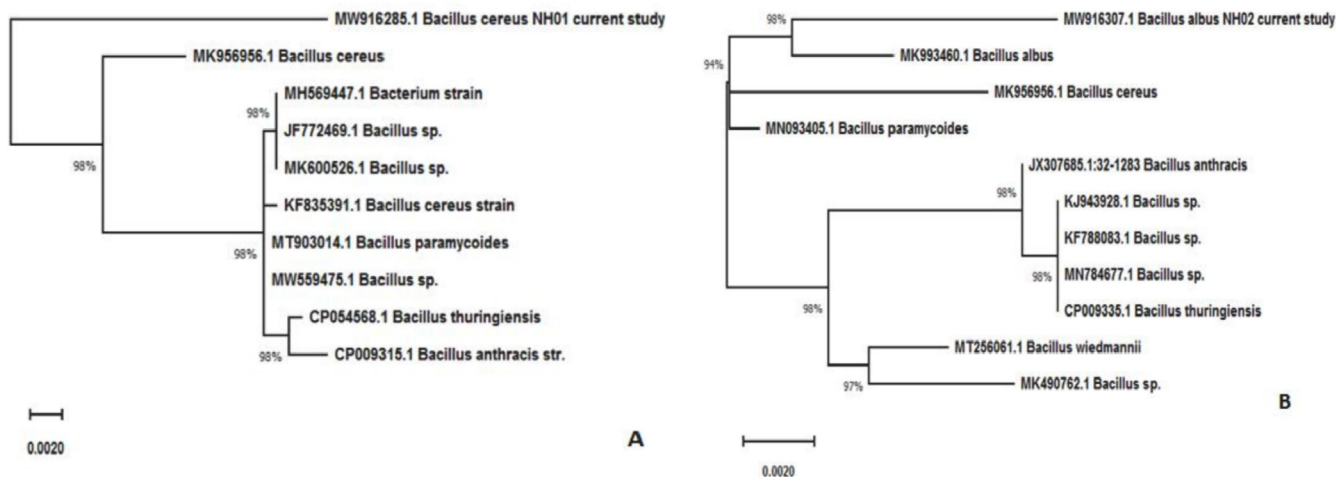 MW916285.1 Bacillus cereus NH01 current study
MK956956.1 Bacillus cereus
MH569447.1 Bacterium strain
98%
JF772469.1 Bacillus sp.
MK600526.1 Bacillus sp.
98%
KF835391.1 Bacillus cereus strain
MT903014.1 Bacillus paramycoides
98%
MW559475.1 Bacillus sp.
CP054568.1 Bacillus thuringiensis
98%
CP009315.1 Bacillus anthracis str.
0.0020
A
98%
MW916307.1 Bacillus albus NH02 current study
MK993460.1 Bacillus albus
94%
MK956956.1 Bacillus cereus
MN093405.1 Bacillus paramycoides
JX307685.1:32-1283 Bacillus anthracis
98%
KJ943928.1 Bacillus sp.
KF788083.1 Bacillus sp.
98%
MN784677.1 Bacillus sp.
98%
CP009335.1 Bacillus thuringiensis
MT256061.1 Bacillus wiedmannii
97%
MK490762.1 Bacillus sp.
B
0.0020